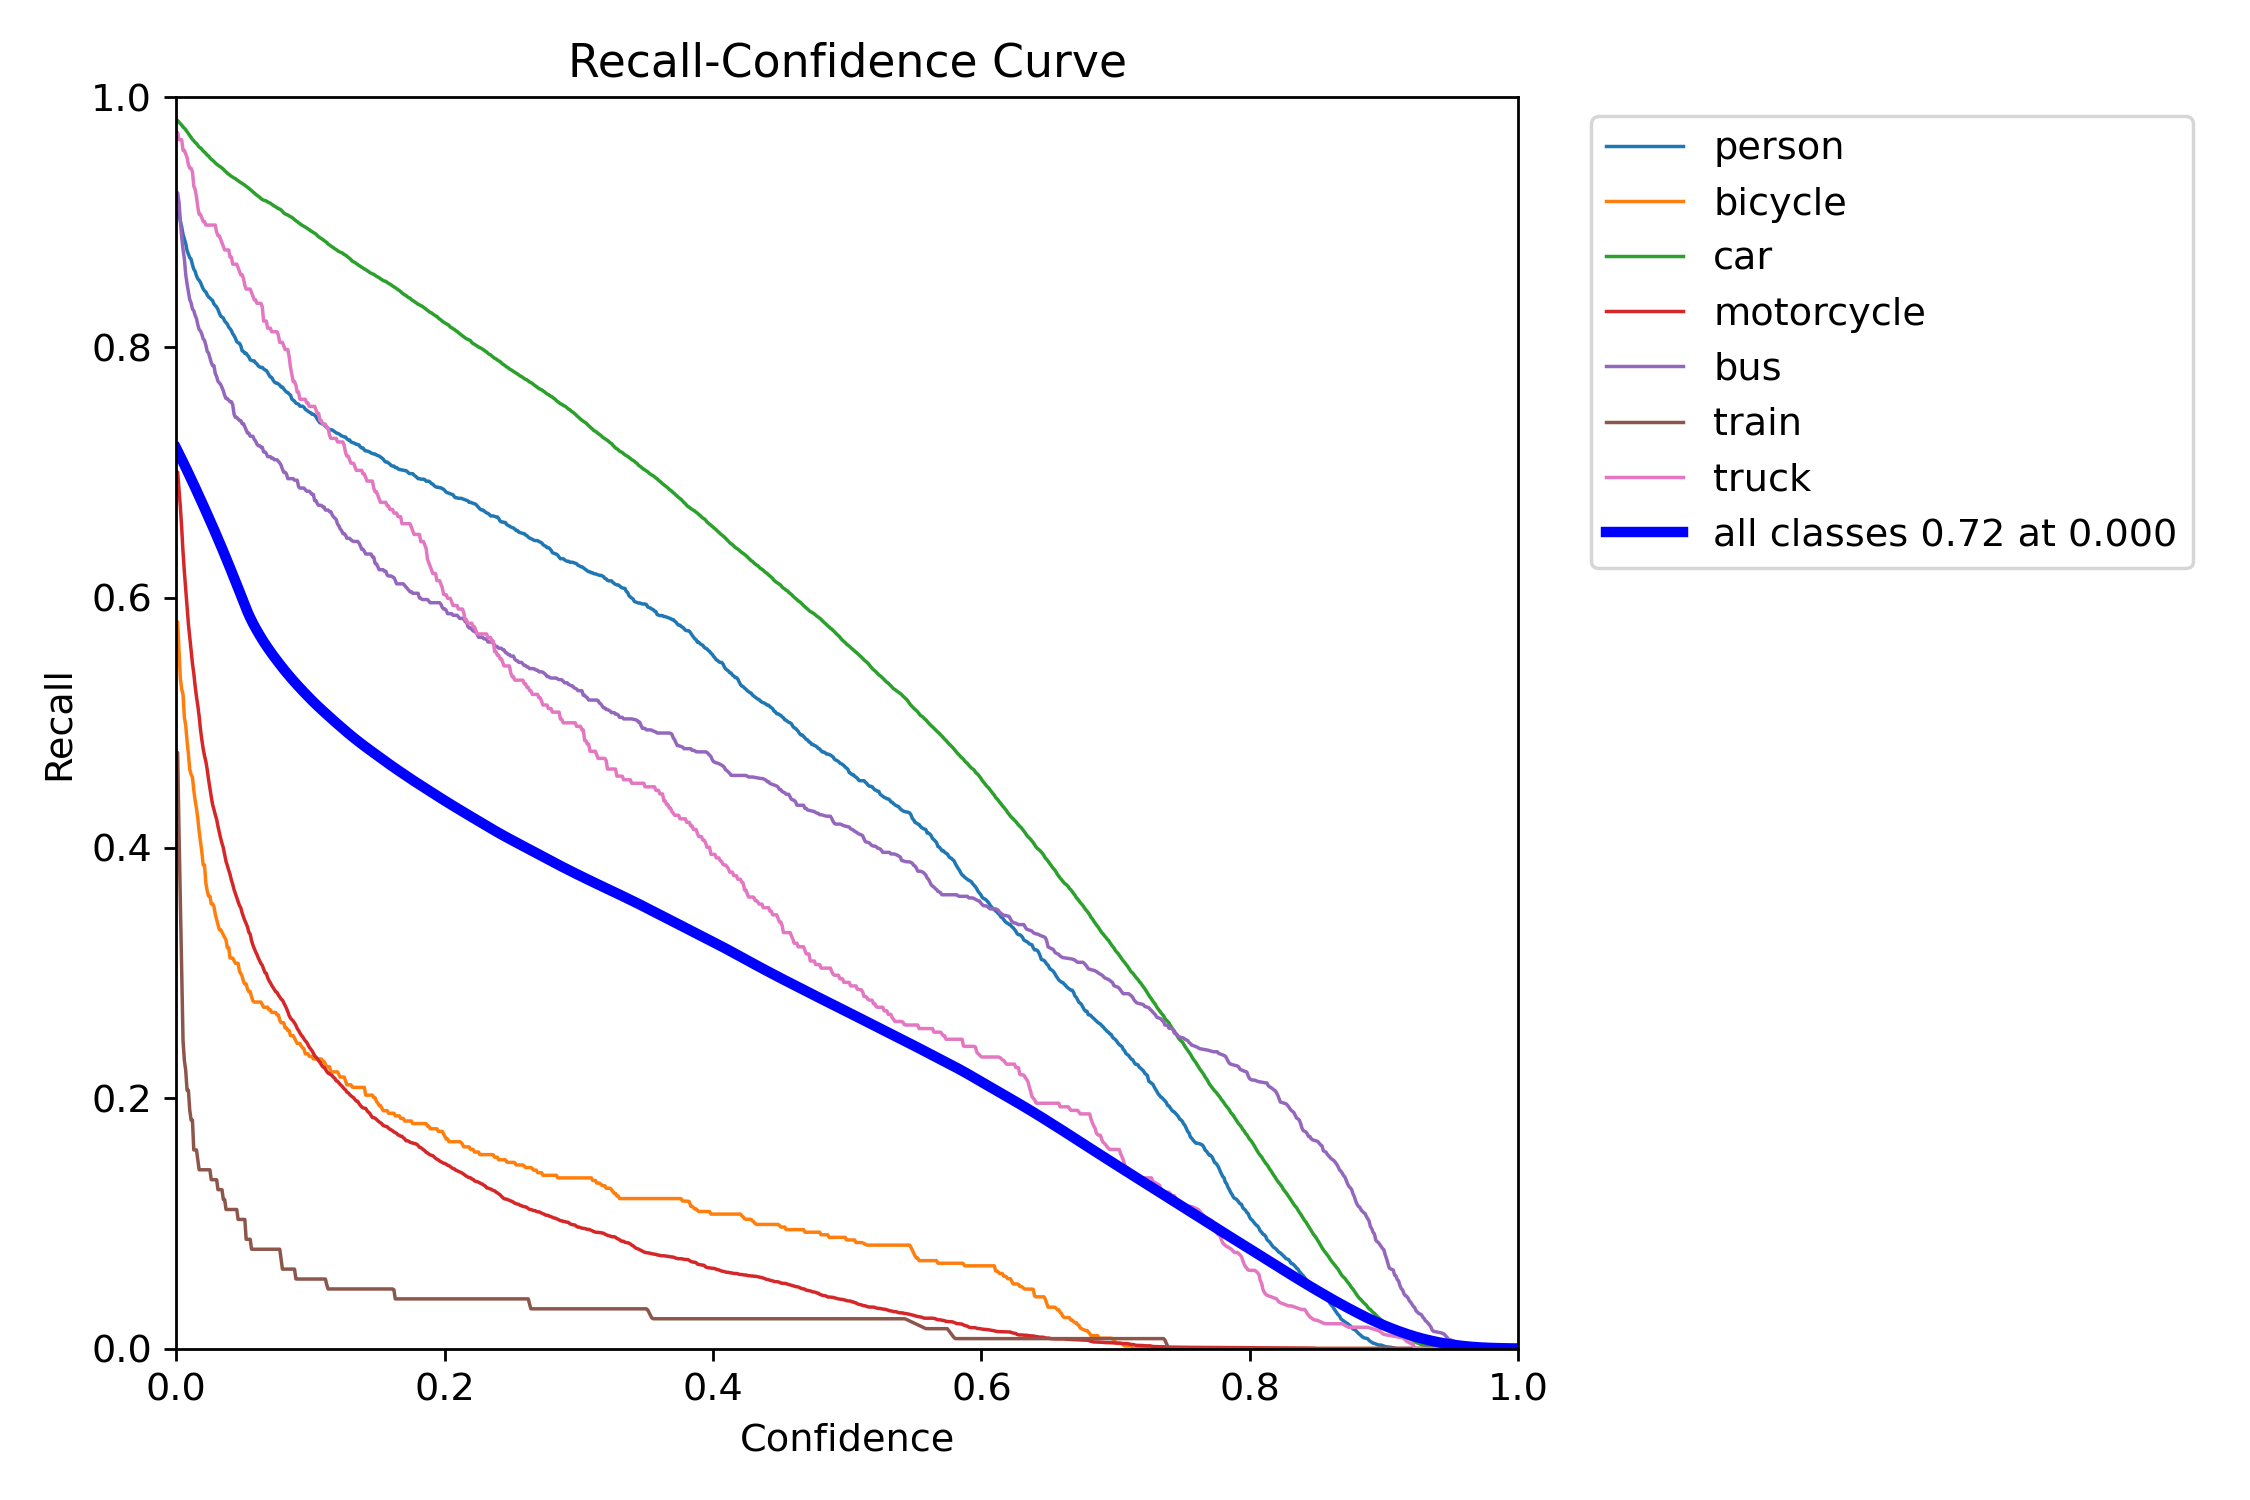 Recall-Confidence Curve
1.0
0.8
0.6
0.4
0.2
0.0
Recall
0.0 0.2 0.4 0.6 0.8 1.0
Confidence
person
bicycle
car
motorcycle
bus
train
truck
all classes 0.72 at 0.000